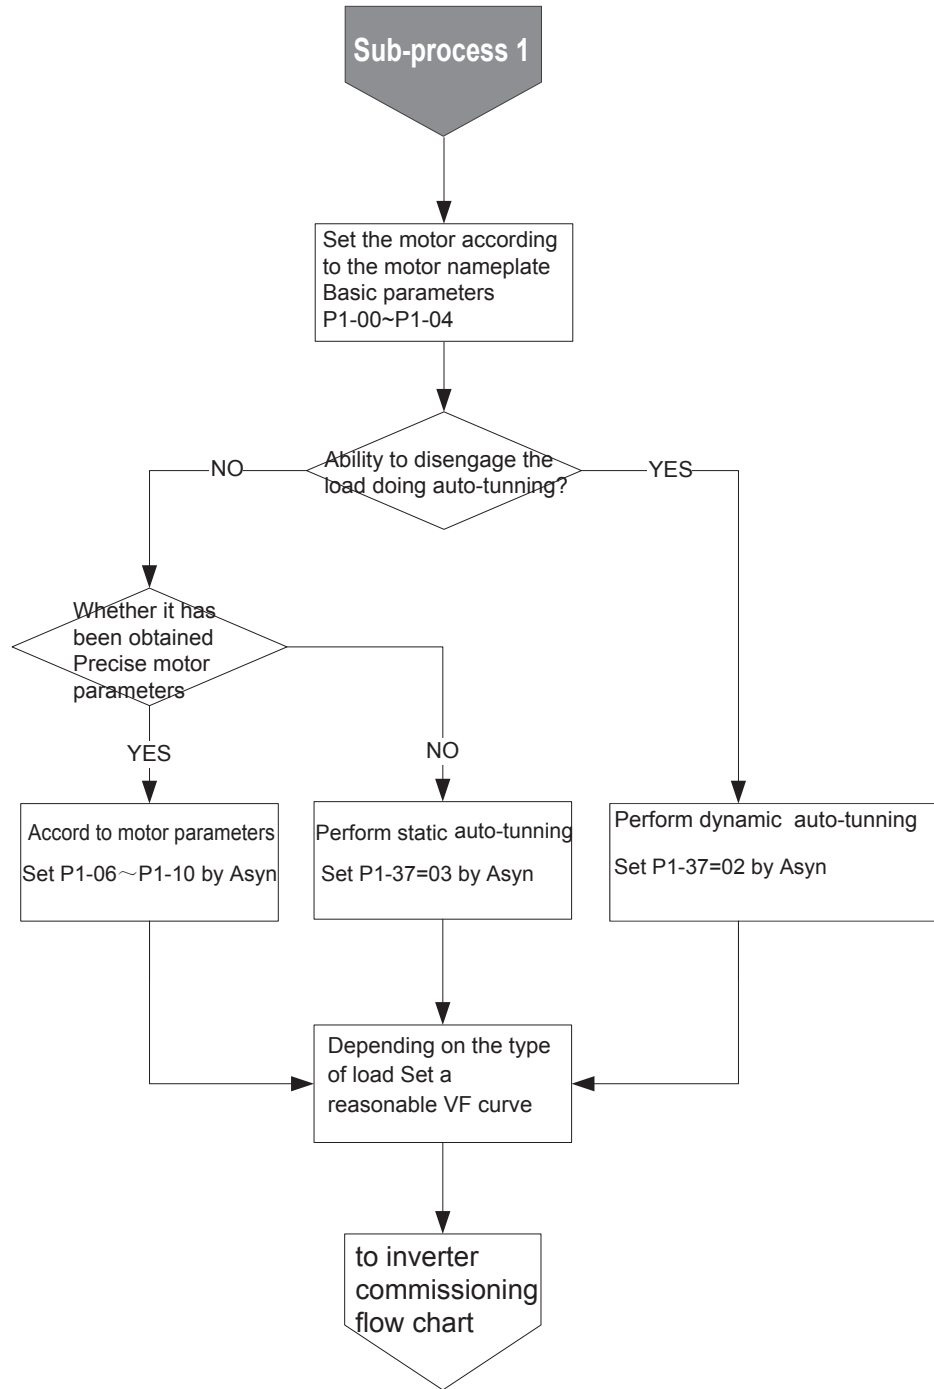 Sub-process 1
Set the motor according
to the motor nameplate
Basic parameters
P1-00~P1-04
Ability to disengage the
load doing auto-tunning?
NO
YES
Whether it has
been obtained
Precise motor
parameters
YES
NO
Accord to motor parameters
Set P1-06～P1-10 by Asyn
Perform static auto-tunning
Set P1-37=03 by Asyn
Perform dynamic auto-tunning
Set P1-37=02 by Asyn
Depending on the type
of load Set a
reasonable VF curve
to inverter
commissioning
flow chart